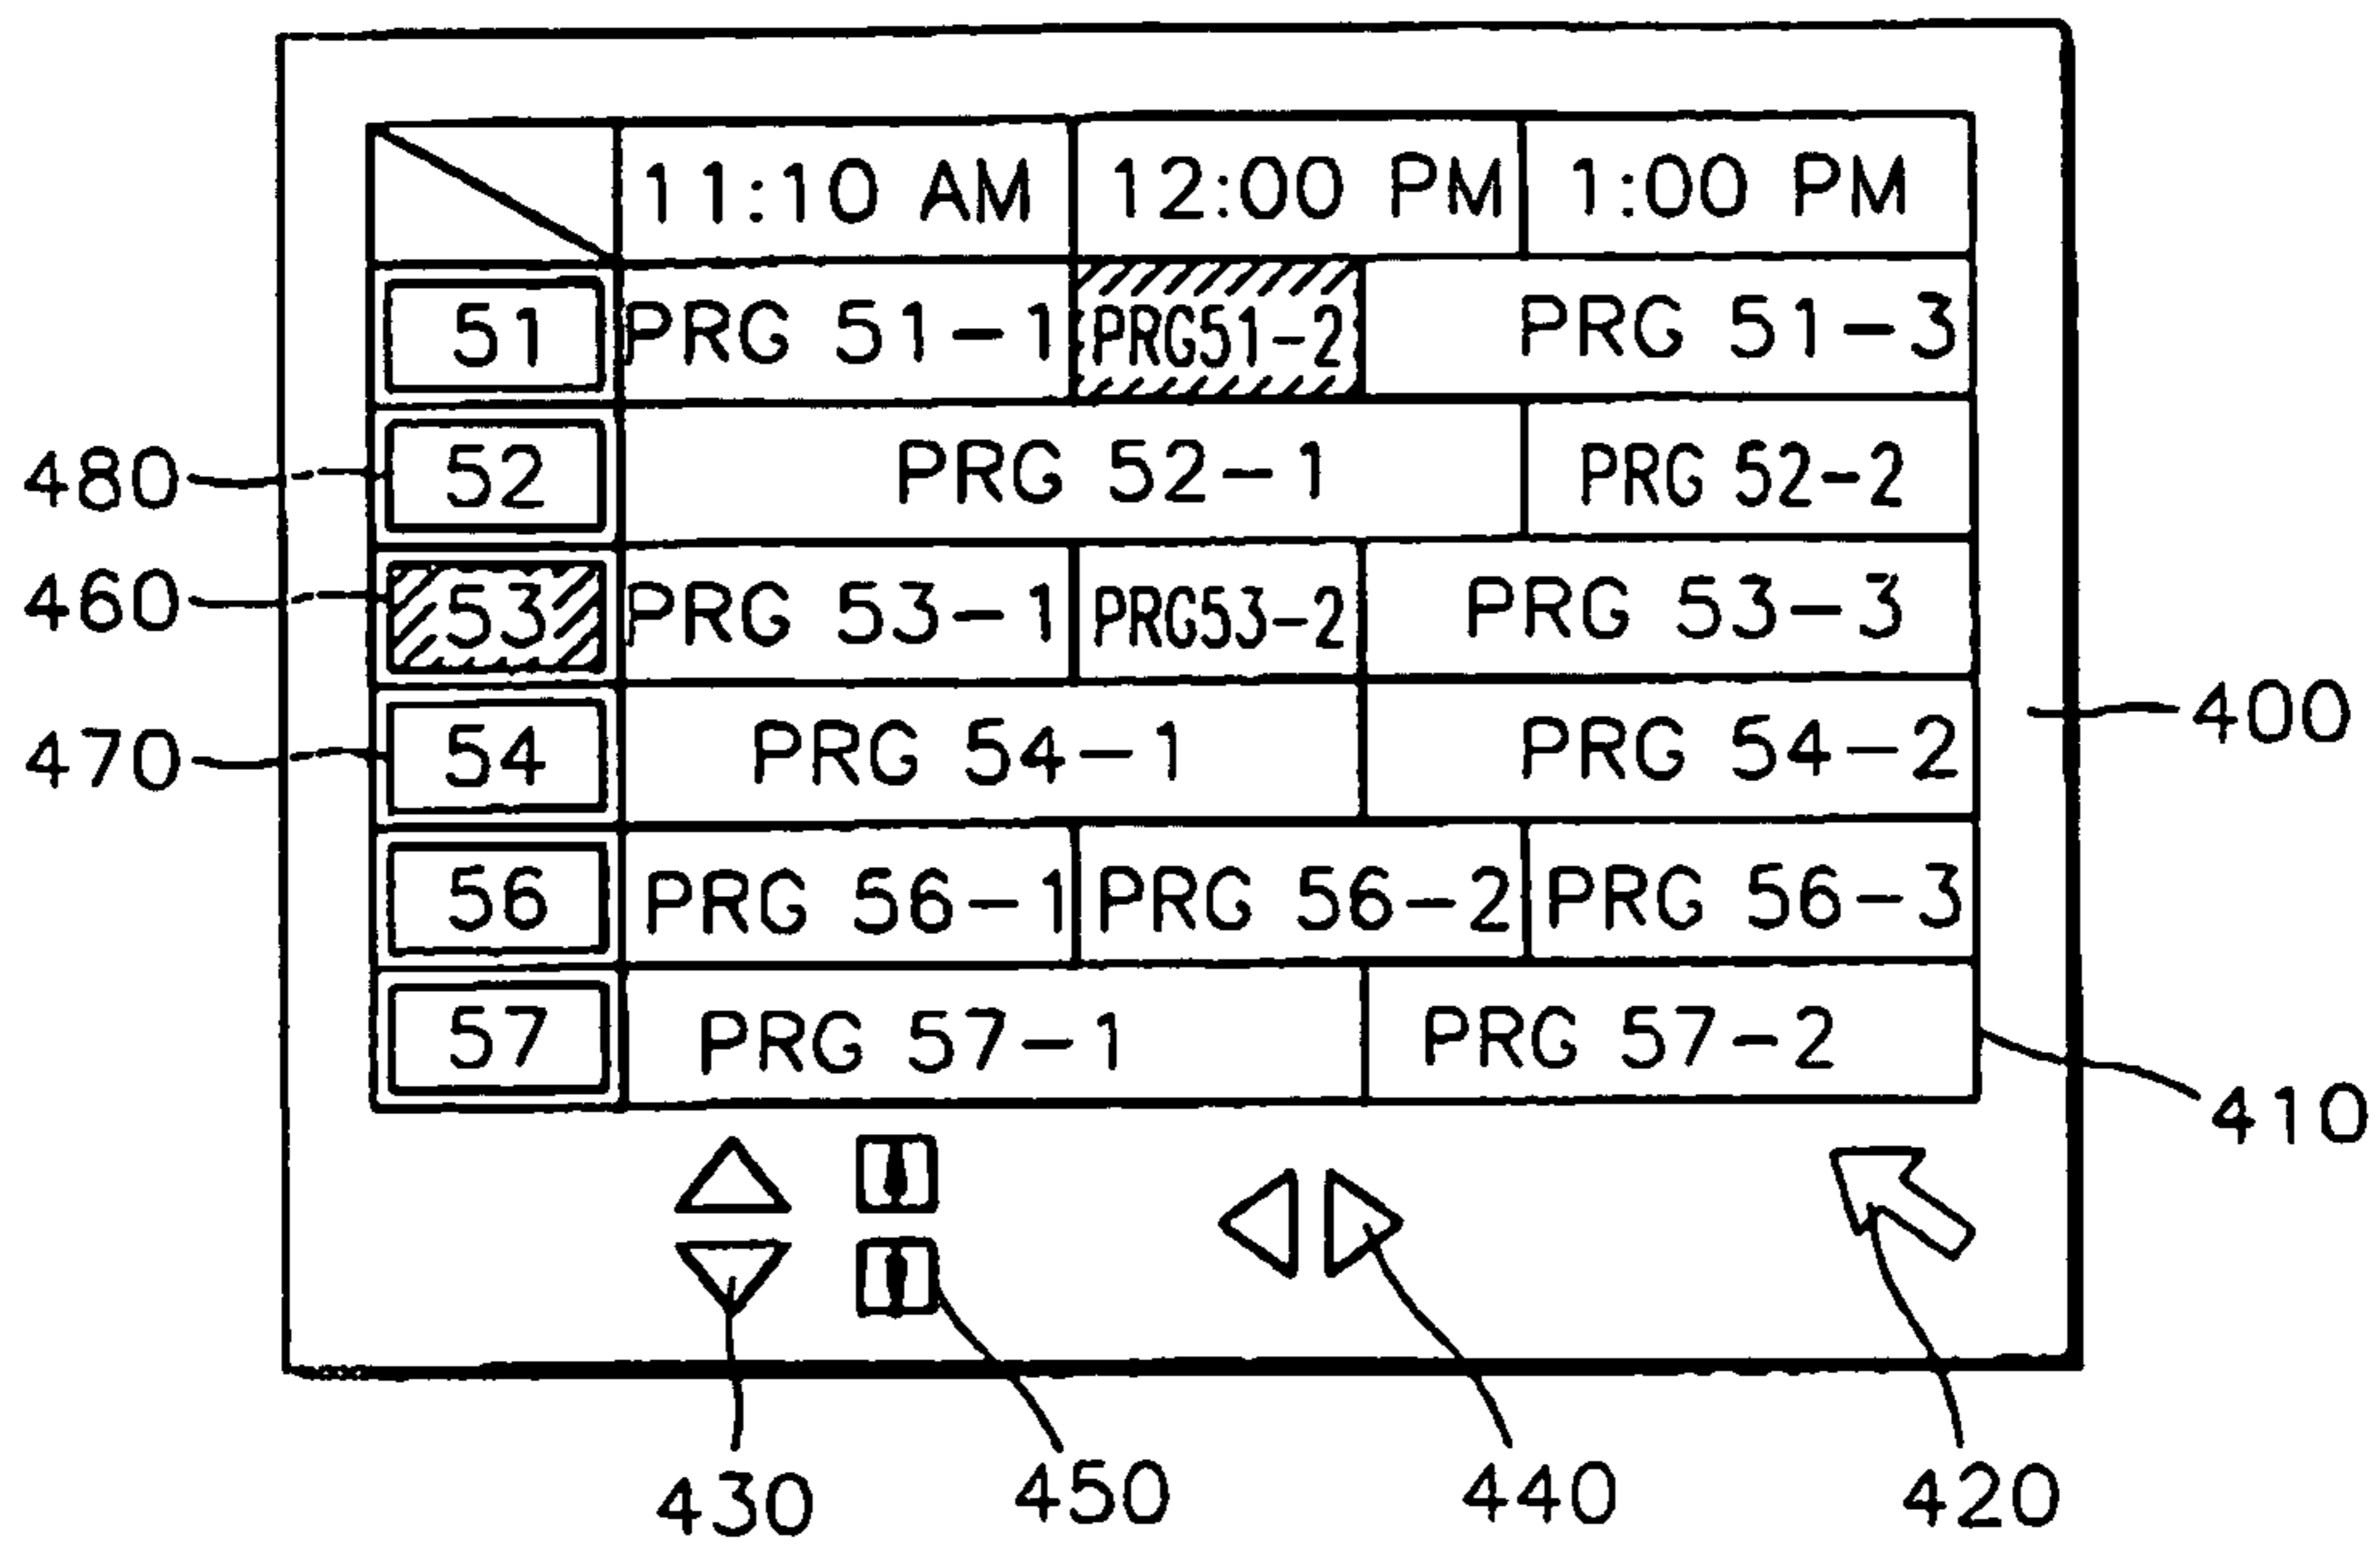 11:10 AM 12:00 PM 1:00 PM
51 PRG 51-1 PRG51-2 PRG 51-3
480 52 PRG 52-1 PRG 52-2
460 53 PRG 53-1 PRG53-2 PRG 53-3
400
470 54 PRG 54-1 PRG 54-2
56 PRG 56-1 PRG 56-2 PRG 56-3
57 PRG 57-1 PRG 57-2
410
430 450 440 420